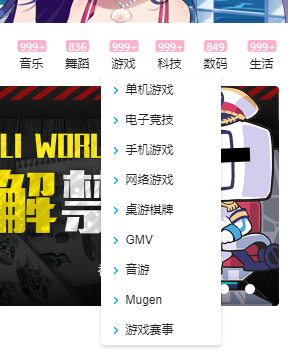 999+ 836 999+ 999+ 849 999+
音乐 舞蹈 游戏 科技 数码 生活
单机游戏
电子竞技
手机游戏
LI WORL
网络游戏
解禁
桌游棋牌
GMV
音游
Mugen
游戏赛事